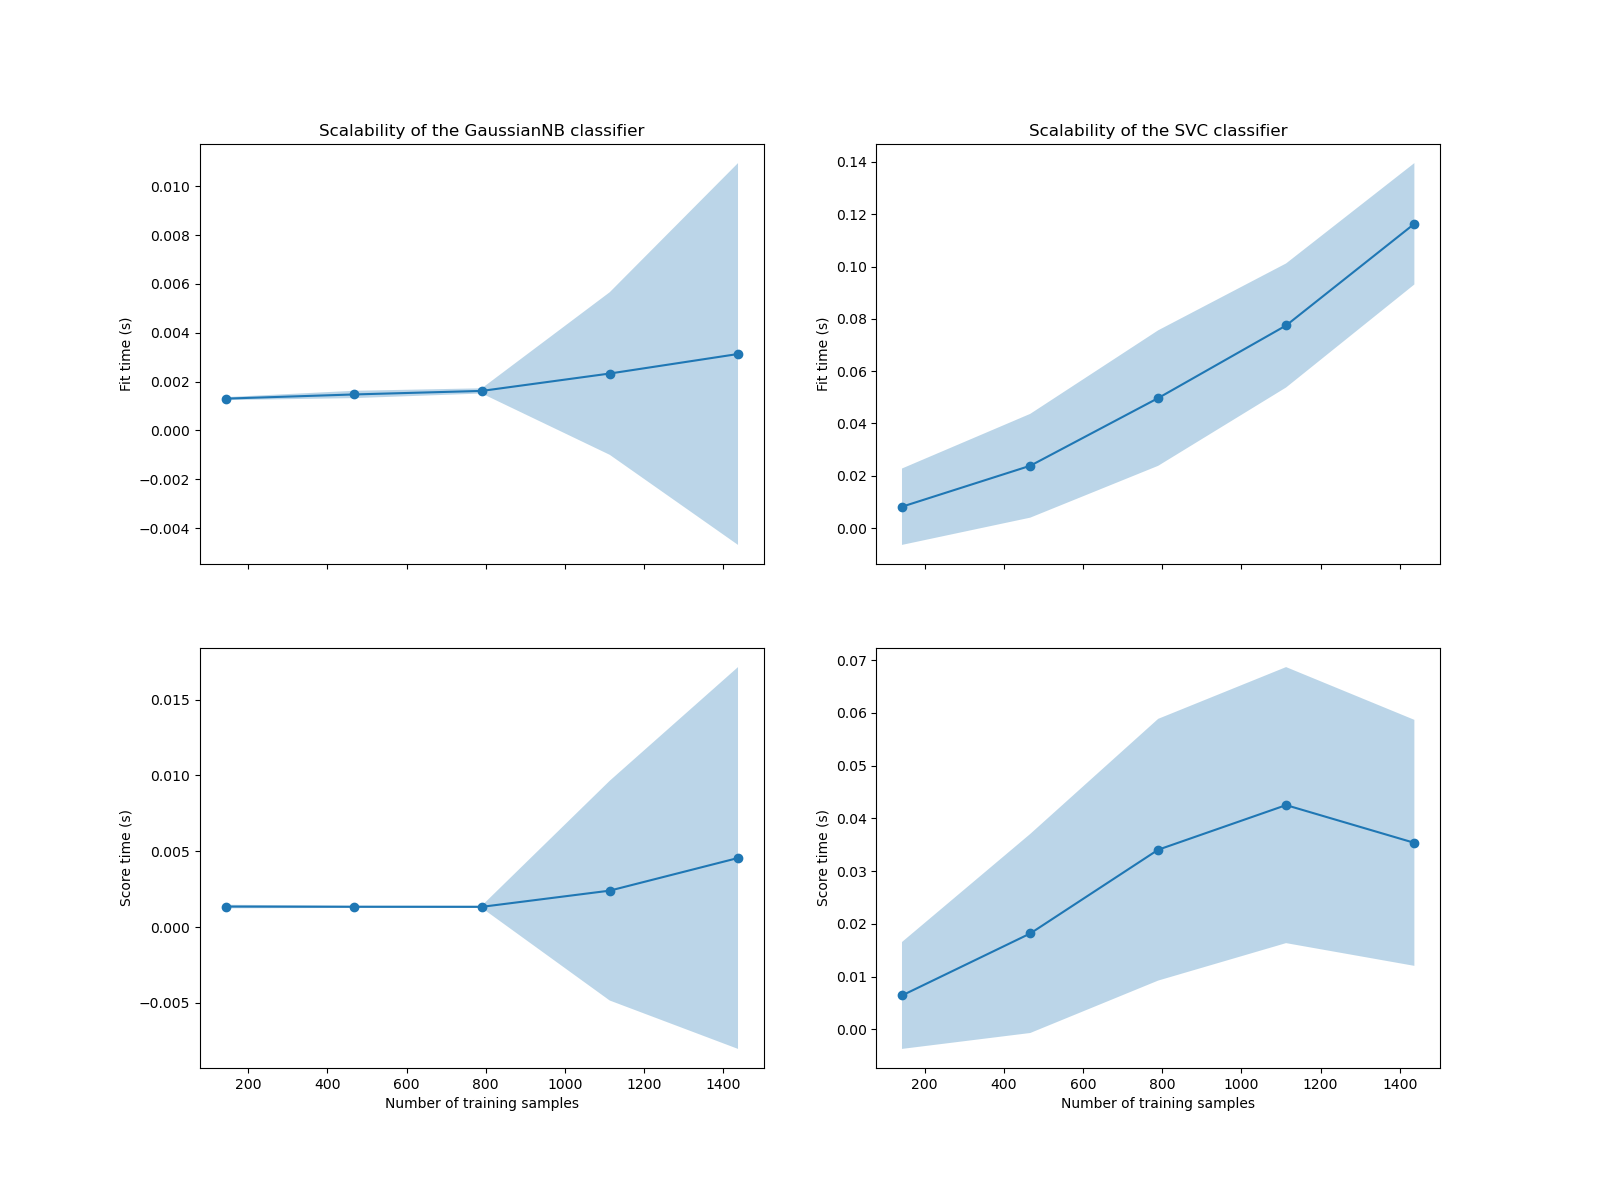 Scalability of the GaussianNB classifier
Scalability of the SVC classifier
0.010
0.008
0.006
0.004
0.002
0.000
−0.002
−0.004
Fit time (s)
0.14
0.12
0.10
0.08
0.06
0.04
0.02
0.00
Fit time (s)
0.015
0.010
0.005
0.000
−0.005
Score time (s)
200 400 600 800 1000 1200 1400
Number of training samples
0.07
0.06
0.05
0.04
0.03
0.02
0.01
0.00
Score time (s)
200 400 600 800 1000 1200 1400
Number of training samples